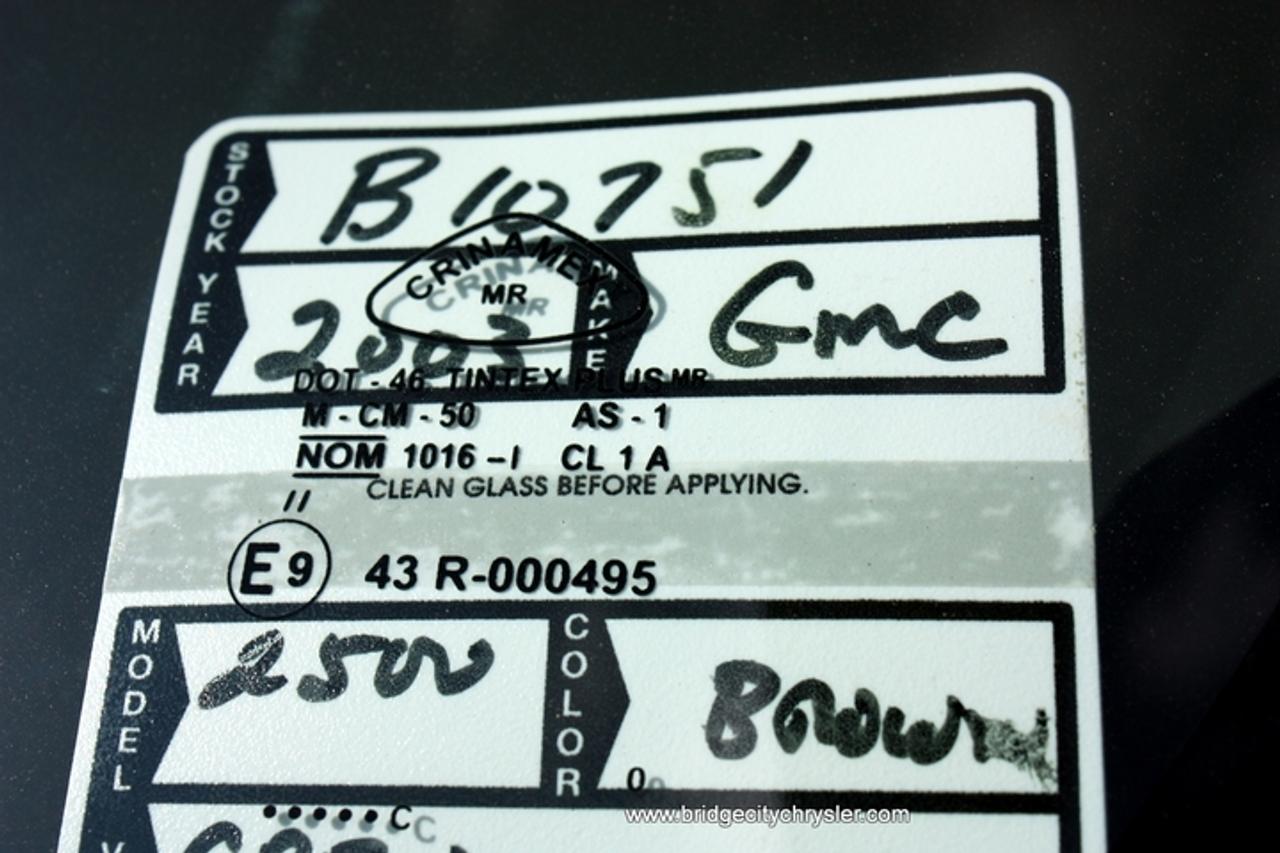 STOCK B10751
YEAR 2003 MAKE GMC
CRINAMEX
MR
DOT - 46 TINTEX PLUS MR
M - CM - 50 AS - 1
NOM 1016 - I CL 1 A
CLEAN GLASS BEFORE APPLYING.
//
E9 43 R-000495
MODEL 2500 COLOR BROWN
..... C
www.bridgecitychrysler.com